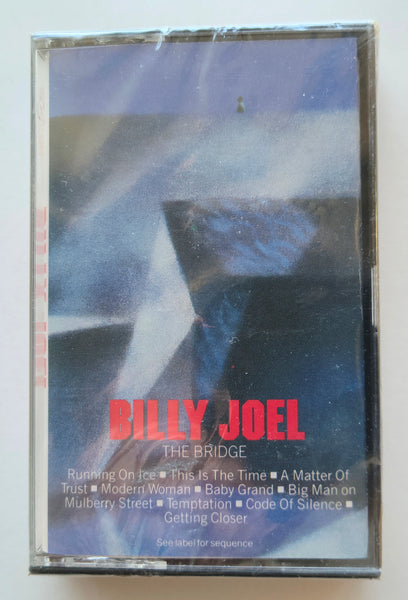 BILLY JOEL
BILLY JOEL
THE BRIDGE
Running On Ice ■ This Is The Time ■ A Matter Of
Trust ■ Modern Woman ■ Baby Grand ■ Big Man on
Mulberry Street ■ Temptation ■ Code Of Silence ■
Getting Closer
See label for sequence